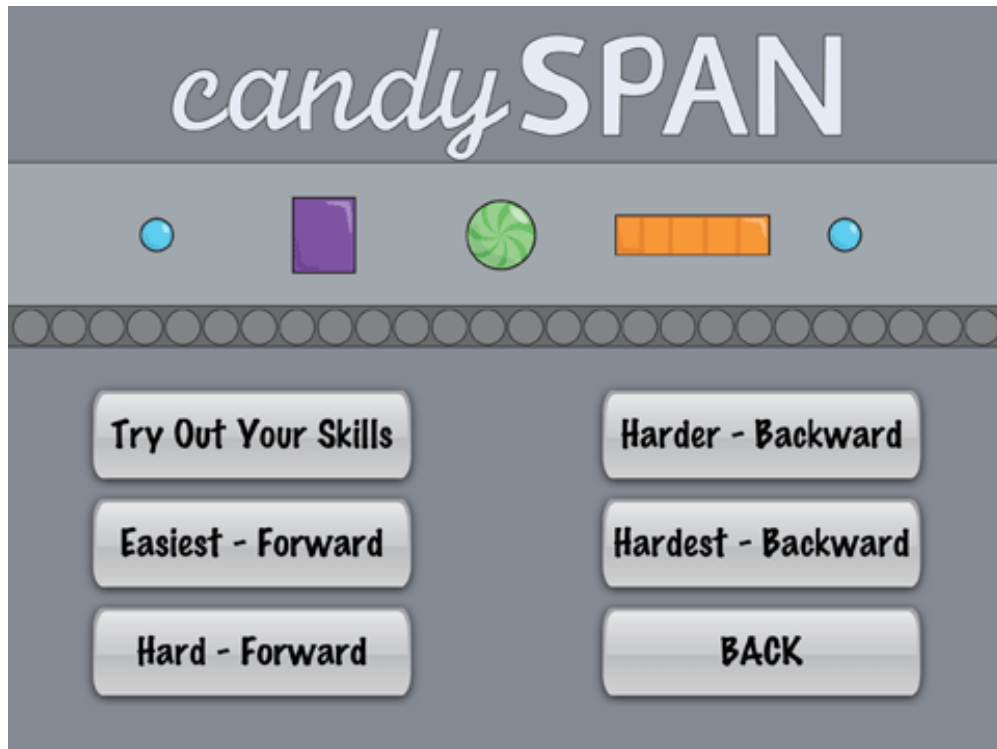 candySPAN
Try Out Your Skills
Easiest - Forward
Hard - Forward
Harder - Backward
Hardest - Backward
BACK